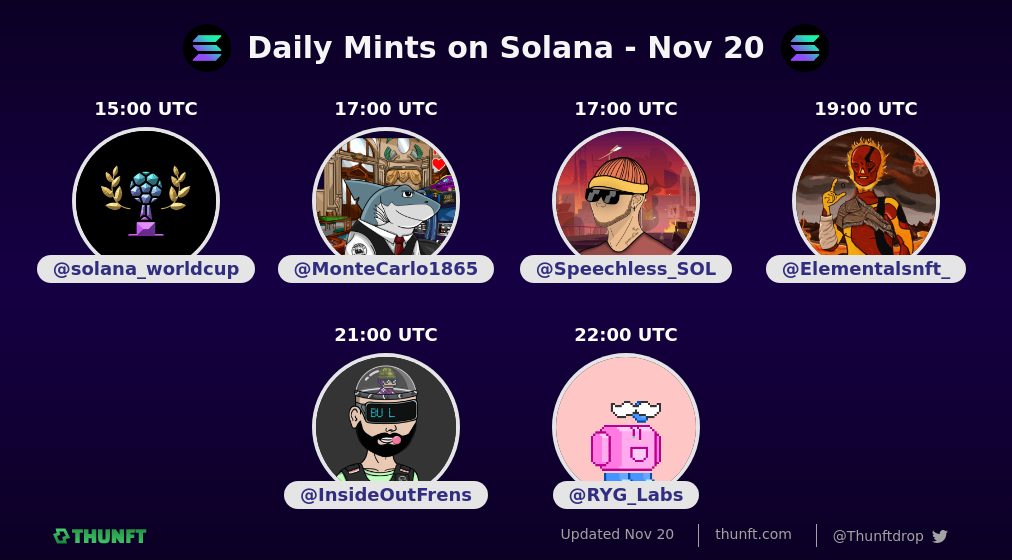 Daily Mints on Solana - Nov 20
15:00 UTC 17:00 UTC 17:00 UTC 19:00 UTC
@solana_worldcup @MonteCarlo1865 @Speechless_SOL @Elementalsnft_
21:00 UTC 22:00 UTC
BU L
@InsideOutFrens @RYG_Labs
THUNFT Updated Nov 20 thunft.com @Thunftdrop